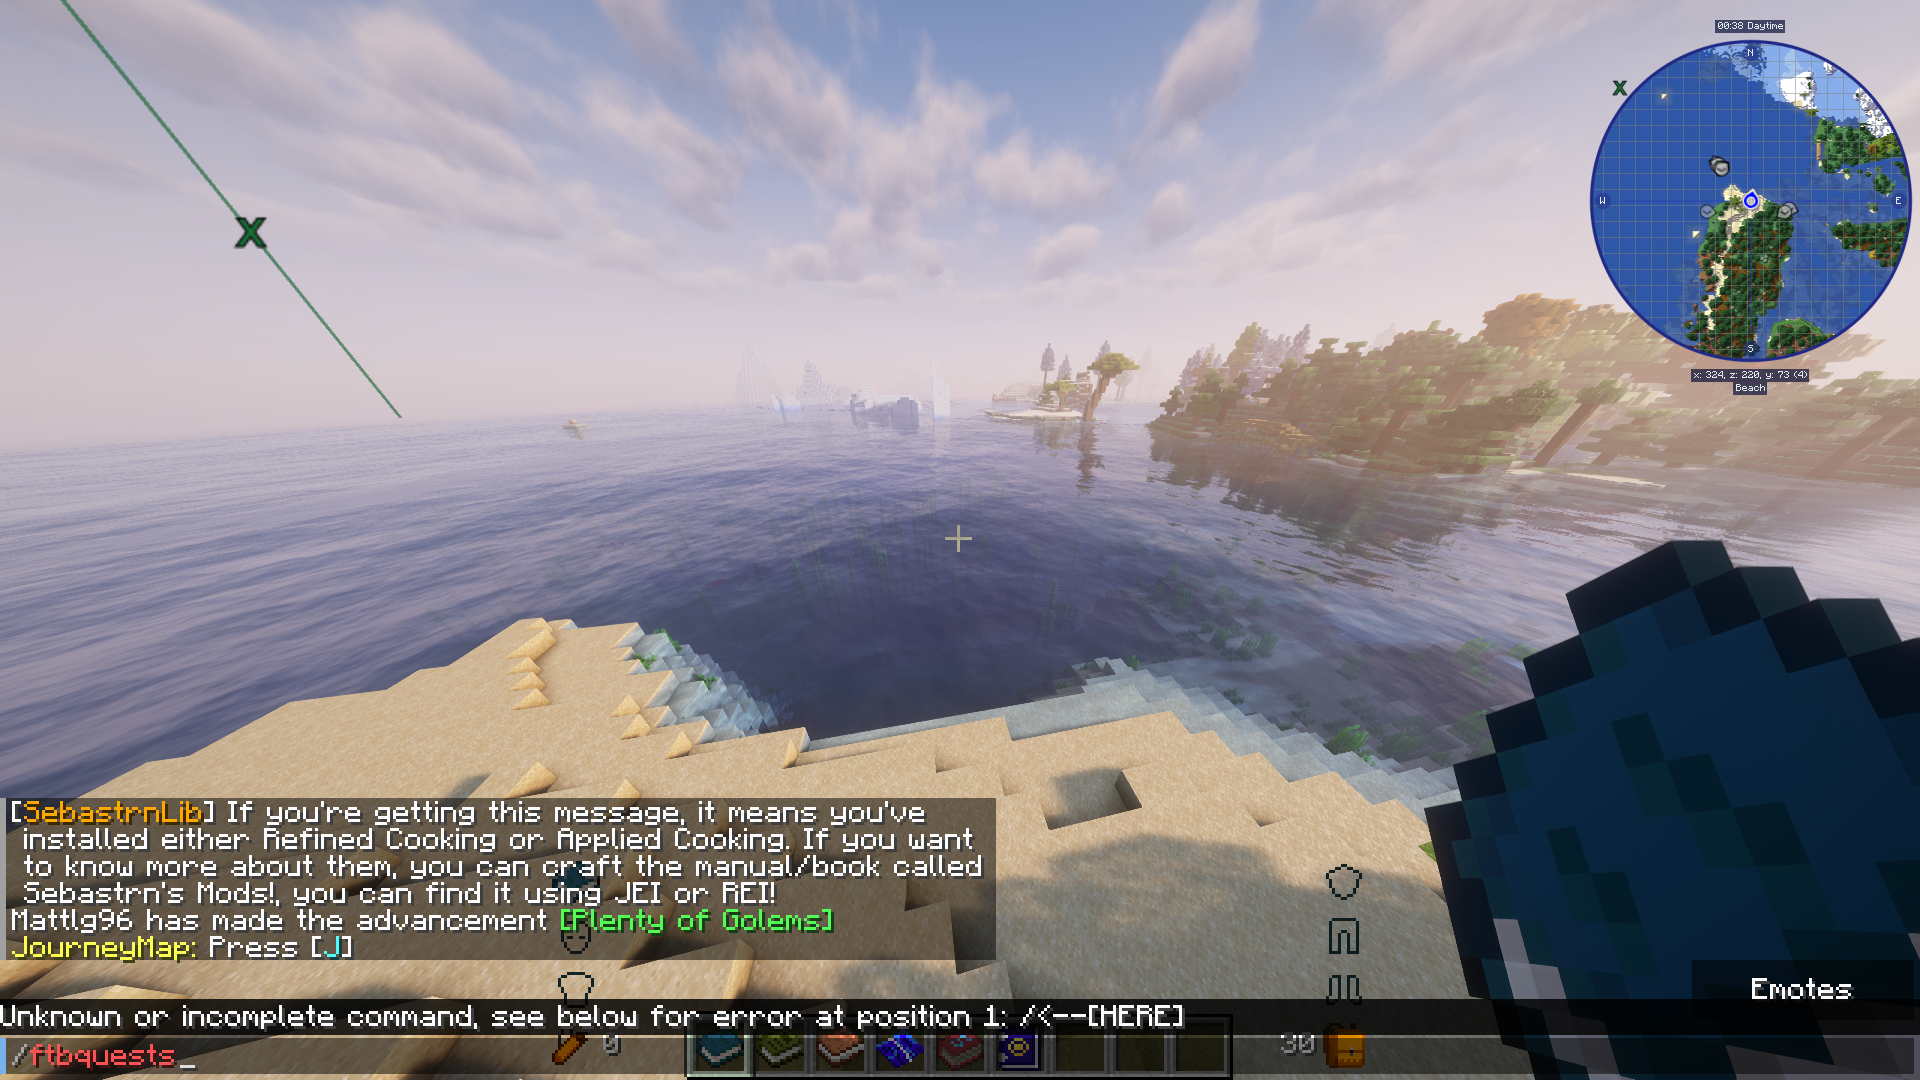 00:38 Daytime
N
X
W
E
S
x: 324, z: 220, y: 73 (4)
Beach
X
[SebastrnLib] If you're getting this message, it means you've
installed either Refined Cooking or Applied Cooking. If you want
to know more about them, you can craft the manual/book called
Sebastrn's Mods!, you can find it using JEI or REI!
Mattlg96 has made the advancement [Plenty of Golems]
JourneyMap: Press [J]
Emotes
Unknown or incomplete command, see below for error at position 1: /<--[HERE]
/ftbquests_
0
30